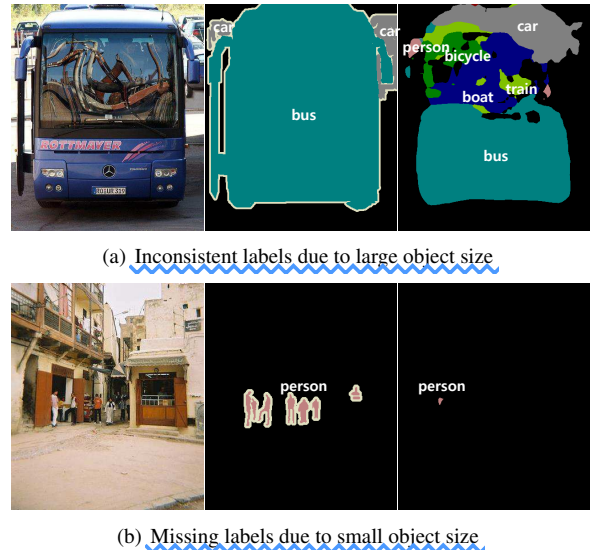 car
car
bus
car
person
bicycle
train
boat
bus
ROTTMAYER
(a) Inconsistent labels due to large object size
person
person
(b) Missing labels due to small object size